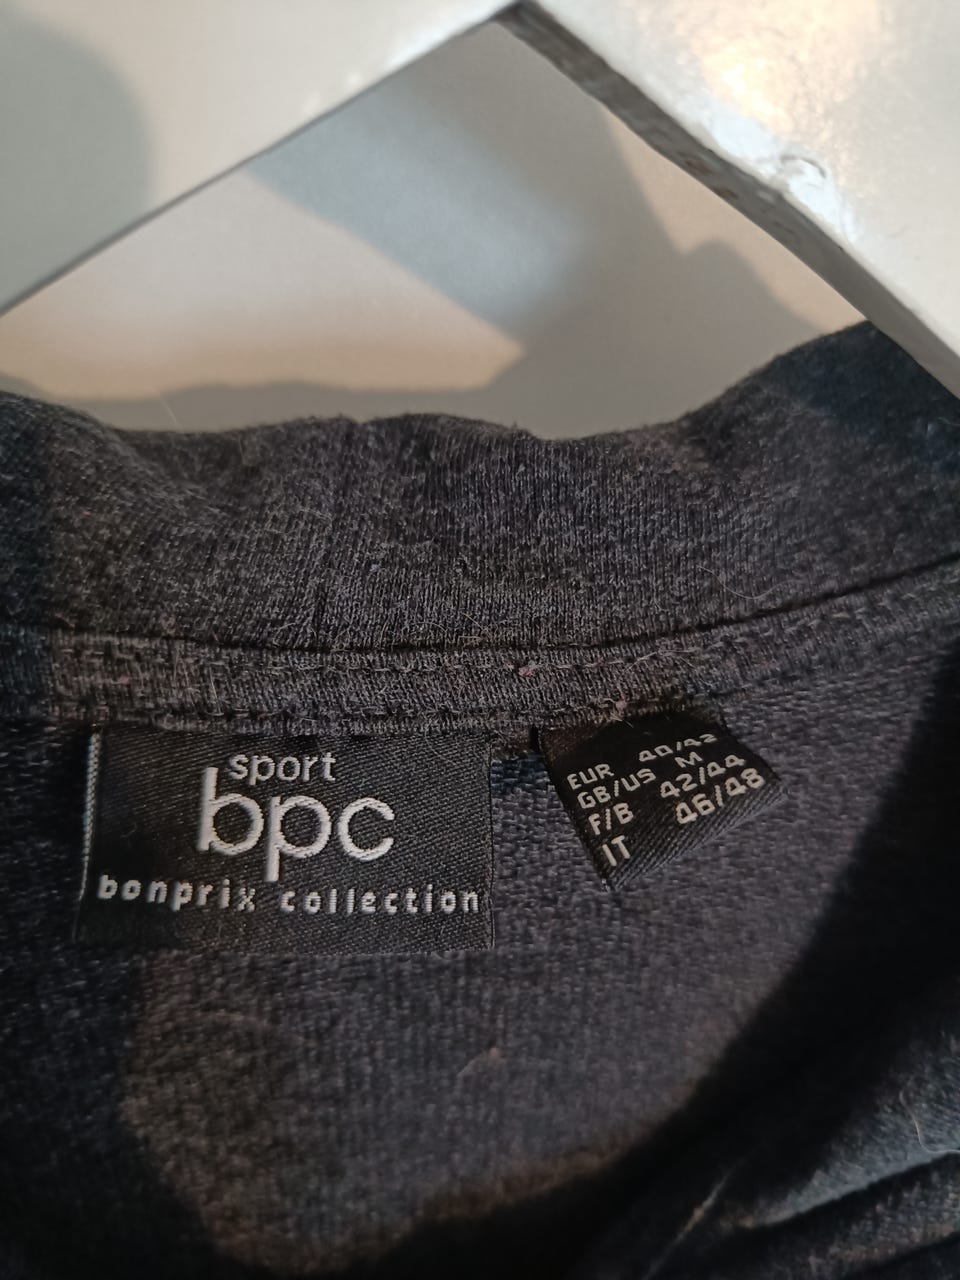 sport
bpc
bonprix collection
EUR 40/42
GB/US M
F/B 42/44
IT 46/48